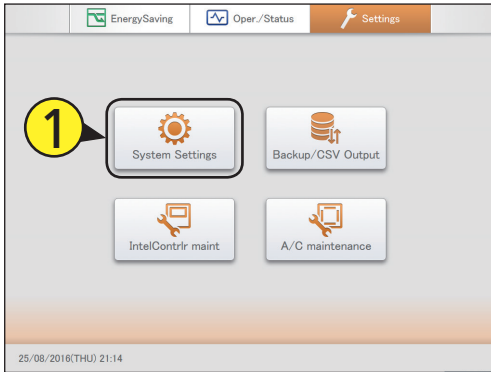 EnergySaving Oper./Status Settings
1
System Settings Backup/CSV Output
IntelContrlr maint A/C maintenance
25/08/2016(THU) 21:14